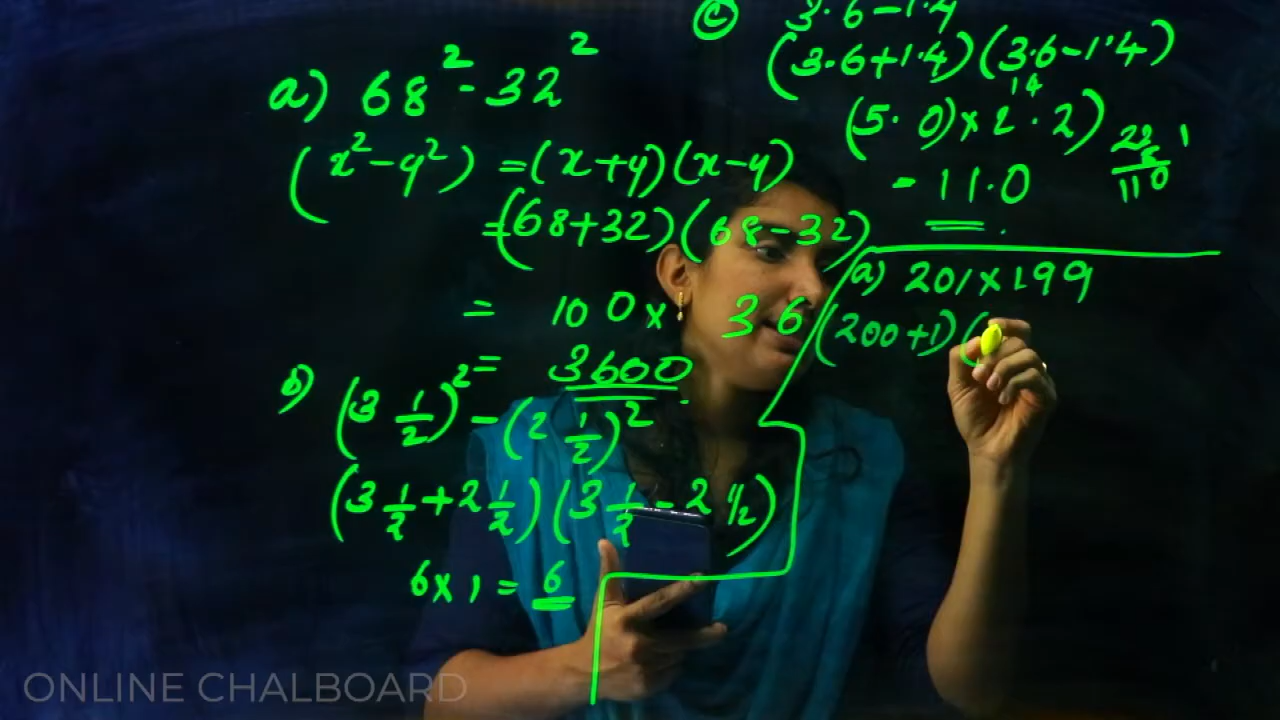 a) 68² - 32²
(x² - y²) = (x+y)(x-y)
= (68+32)(68-32)
= 100 x 36
= 3600
b) (3 1/2)² - (2 1/2)²
(3 1/2 + 2 1/2)(3 1/2 - 2 1/2)
6 x 1 = 6
c) 3.6 - 1.4
(3.6+1.4)(3.6-1.4)
14
(5.0) x 2.2)
22
110
- 11.0
a) 201 x 199
(200+1)(
ONLINE CHALBOARD